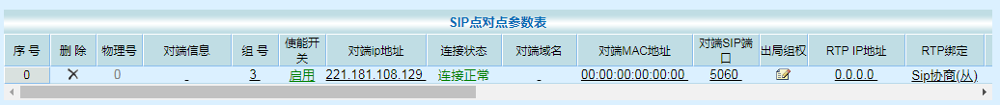 SIP点对点参数表
序 号 删 除 物理号 对端信息 组 号 使能开关 对端ip地址 连接状态 对端域名 对端MAC地址 对端SIP端口 出局组权 RTP IP地址 RTP绑定
0 0 _ 3 启用 221.181.108.129 连接正常 _ 00:00:00:00:00:00 5060 0.0.0.0 Sip协商(从)